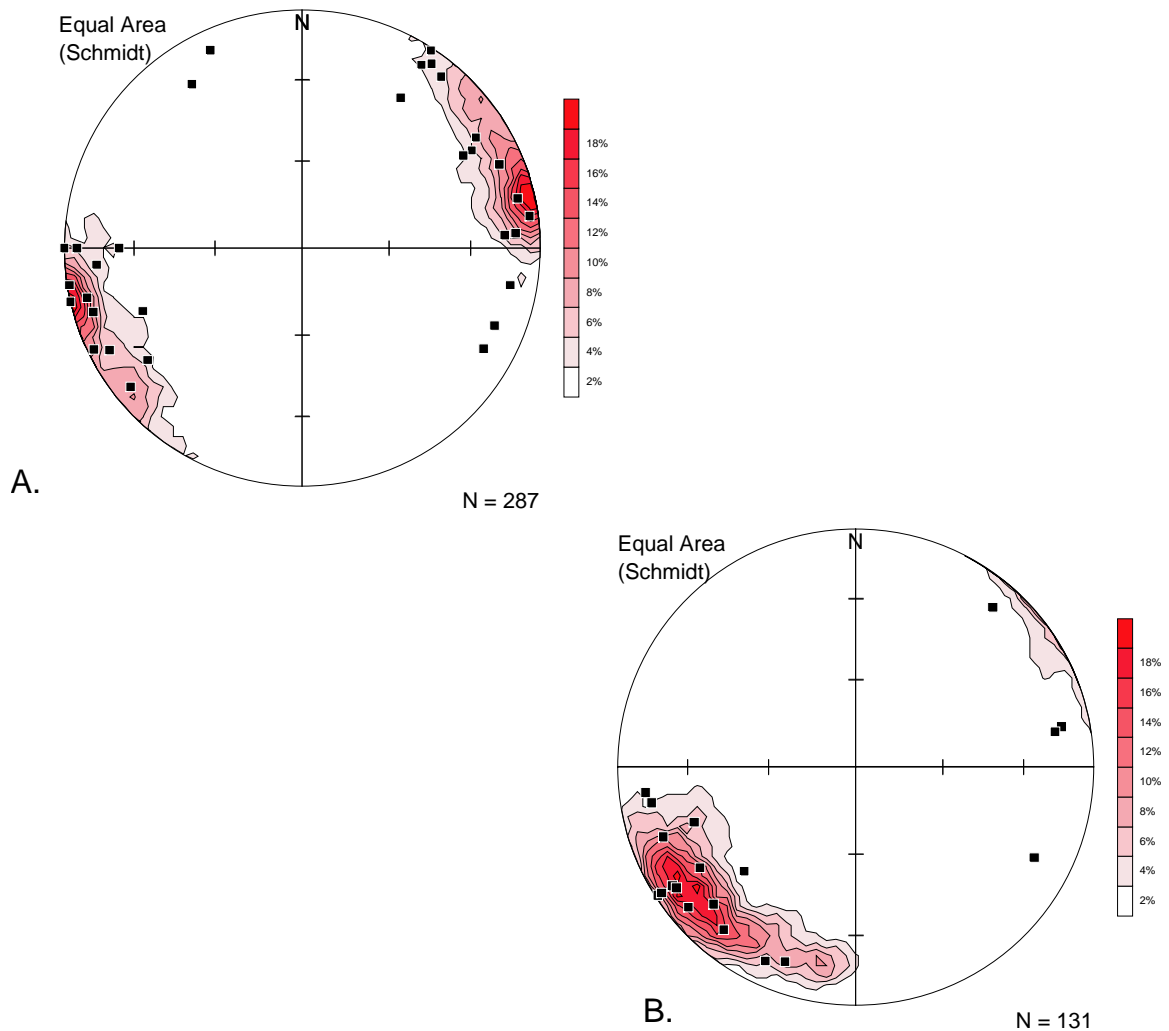 Equal Area
(Schmidt)
N
18%
16%
14%
12%
10%
8%
6%
4%
2%
A.
N = 287
Equal Area
(Schmidt)
N
18%
16%
14%
12%
10%
8%
6%
4%
2%
B.
N = 131